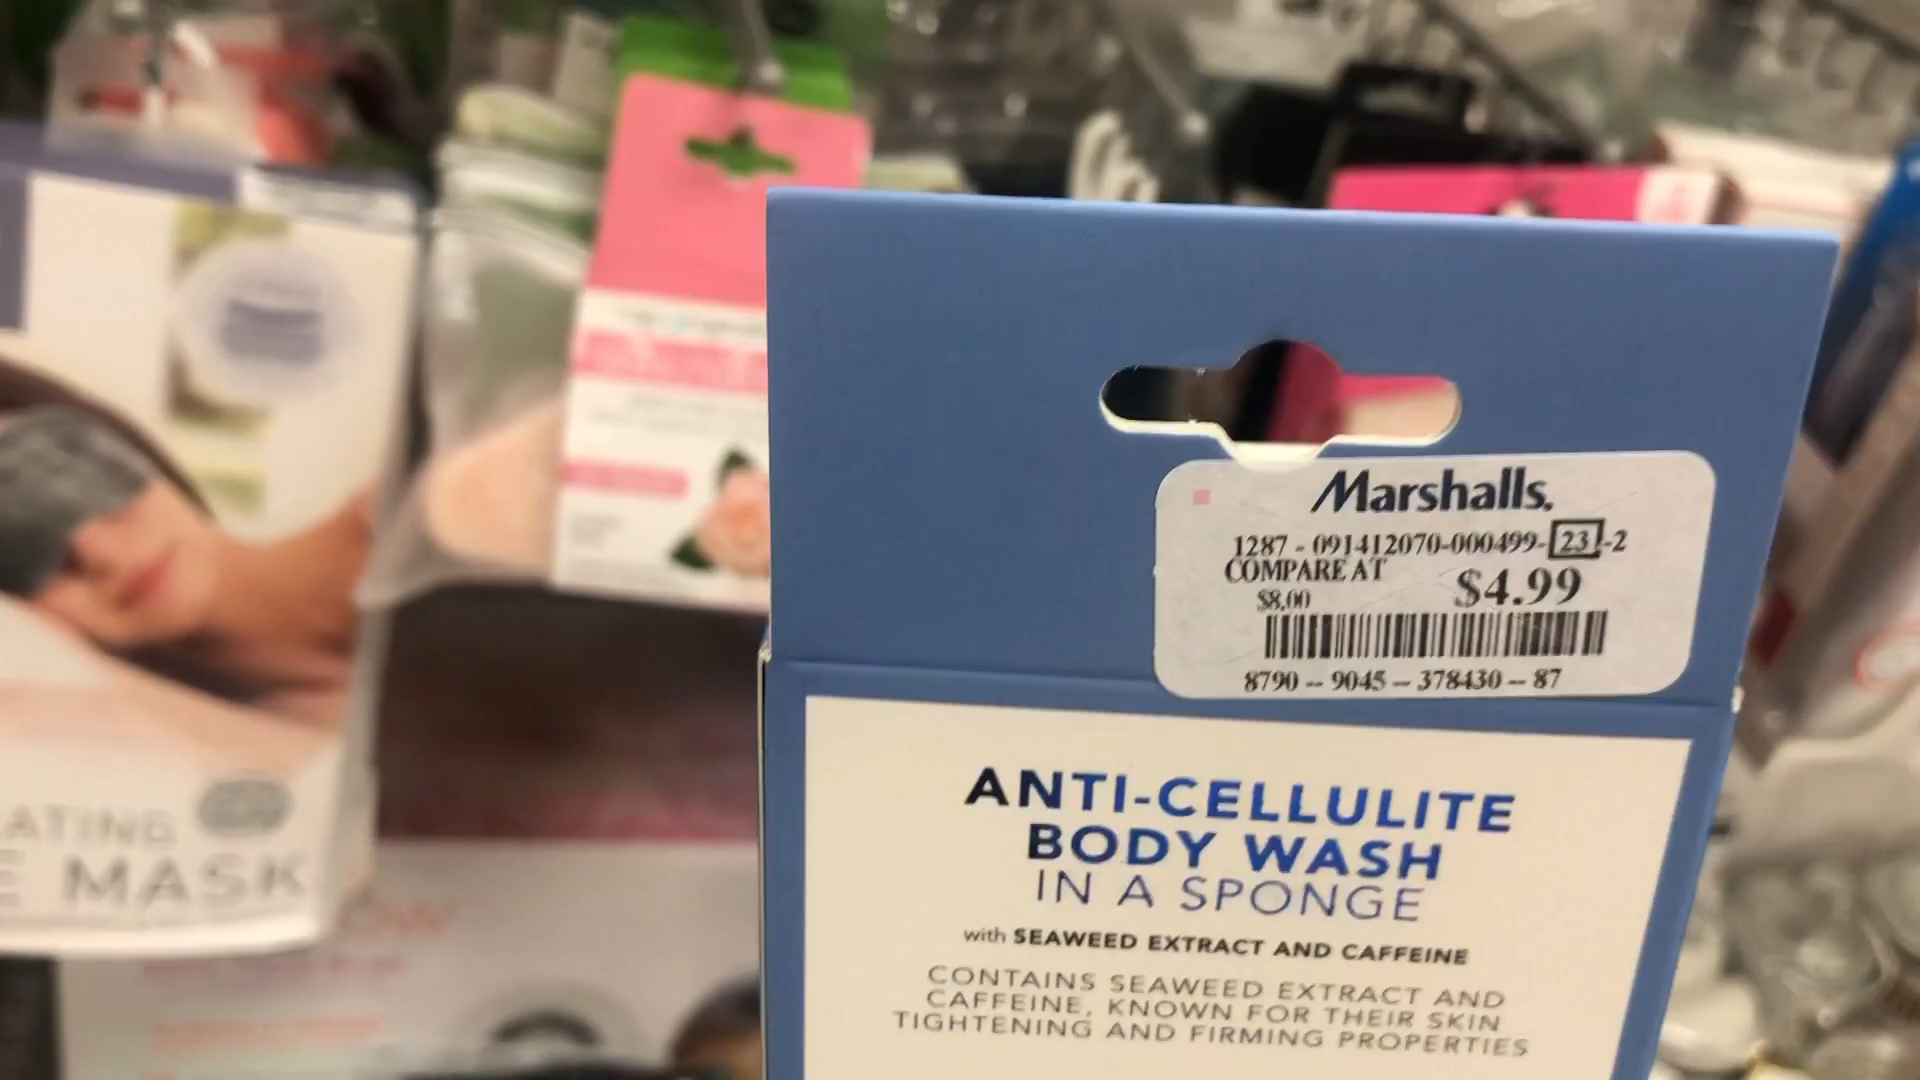 Marshalls.
1287 - 091412070-000499-23-2
COMPARE AT
$4.99
$8.00
8790 -- 9045 -- 378430 -- 87
ANTI-CELLULITE
BODY WASH
IN A SPONGE
with SEAWEED EXTRACT AND CAFFEINE
CONTAINS SEAWEED EXTRACT AND
CAFFEINE, KNOWN FOR THEIR SKIN
TIGHTENING AND FIRMING PROPERTIES
ATING
E MASK